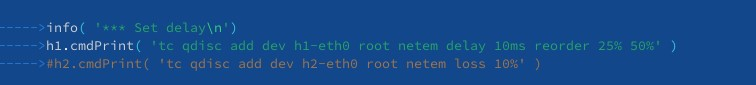 ----->info( '*** Set delay\n')
----->h1.cmdPrint( 'tc qdisc add dev h1-eth0 root netem delay 10ms reorder 25% 50%' )
----->#h2.cmdPrint( 'tc qdisc add dev h2-eth0 root netem loss 10%' )